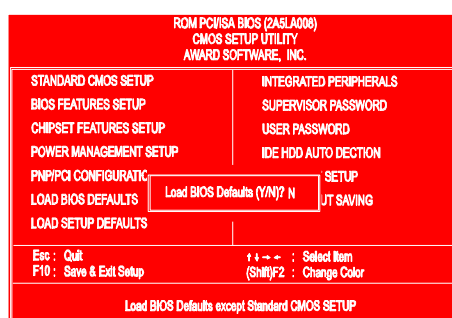 ROM PCI/ISA BIOS (2A5LA008)
CMOS SETUP UTILITY
AWARD SOFTWARE, INC.
STANDARD CMOS SETUP
BIOS FEATURES SETUP
CHIPSET FEATURES SETUP
POWER MANAGEMENT SETUP
PNP/PCI CONFIGURATIO
LOAD BIOS DEFAULTS
LOAD SETUP DEFAULTS
INTEGRATED PERIPHERALS
SUPERVISOR PASSWORD
USER PASSWORD
IDE HDD AUTO DECTION
SETUP
UT SAVING
Load BIOS Defaults (Y/N)? N
Esc : Quit
F10 : Save & Exit Setup
↑ ↓ → ← : Select Item
(Shift)F2 : Change Color
Load BIOS Defaults except Standard CMOS SETUP